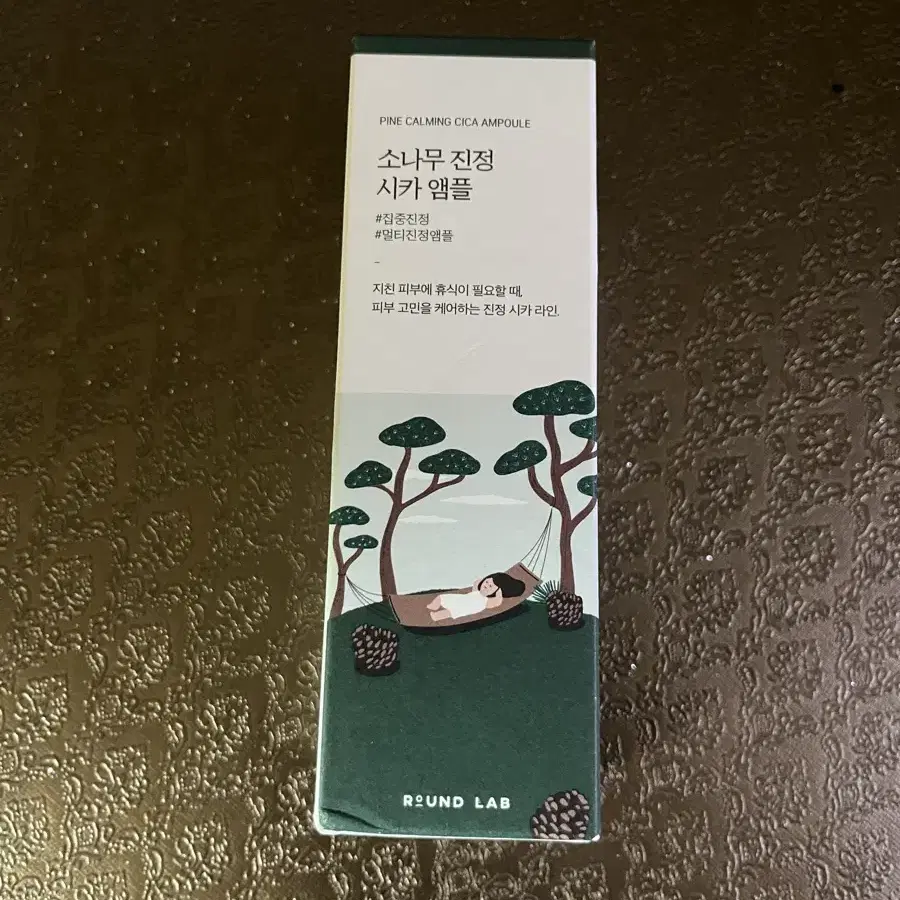 PINE CALMING CICA AMPOULE
소나무 진정
시카 앰플
#집중진정
#멀티진정앰플
지친 피부에 휴식이 필요할 때,
피부 고민을 케어하는 진정 시카 라인.
ROUND LAB